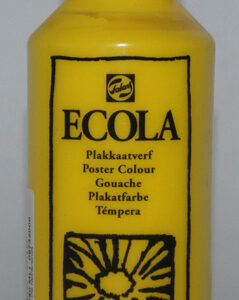 Talens
ECOLA
Plakkaatverf
Poster Colour
Gouache
Plakatfarbe
Témpera